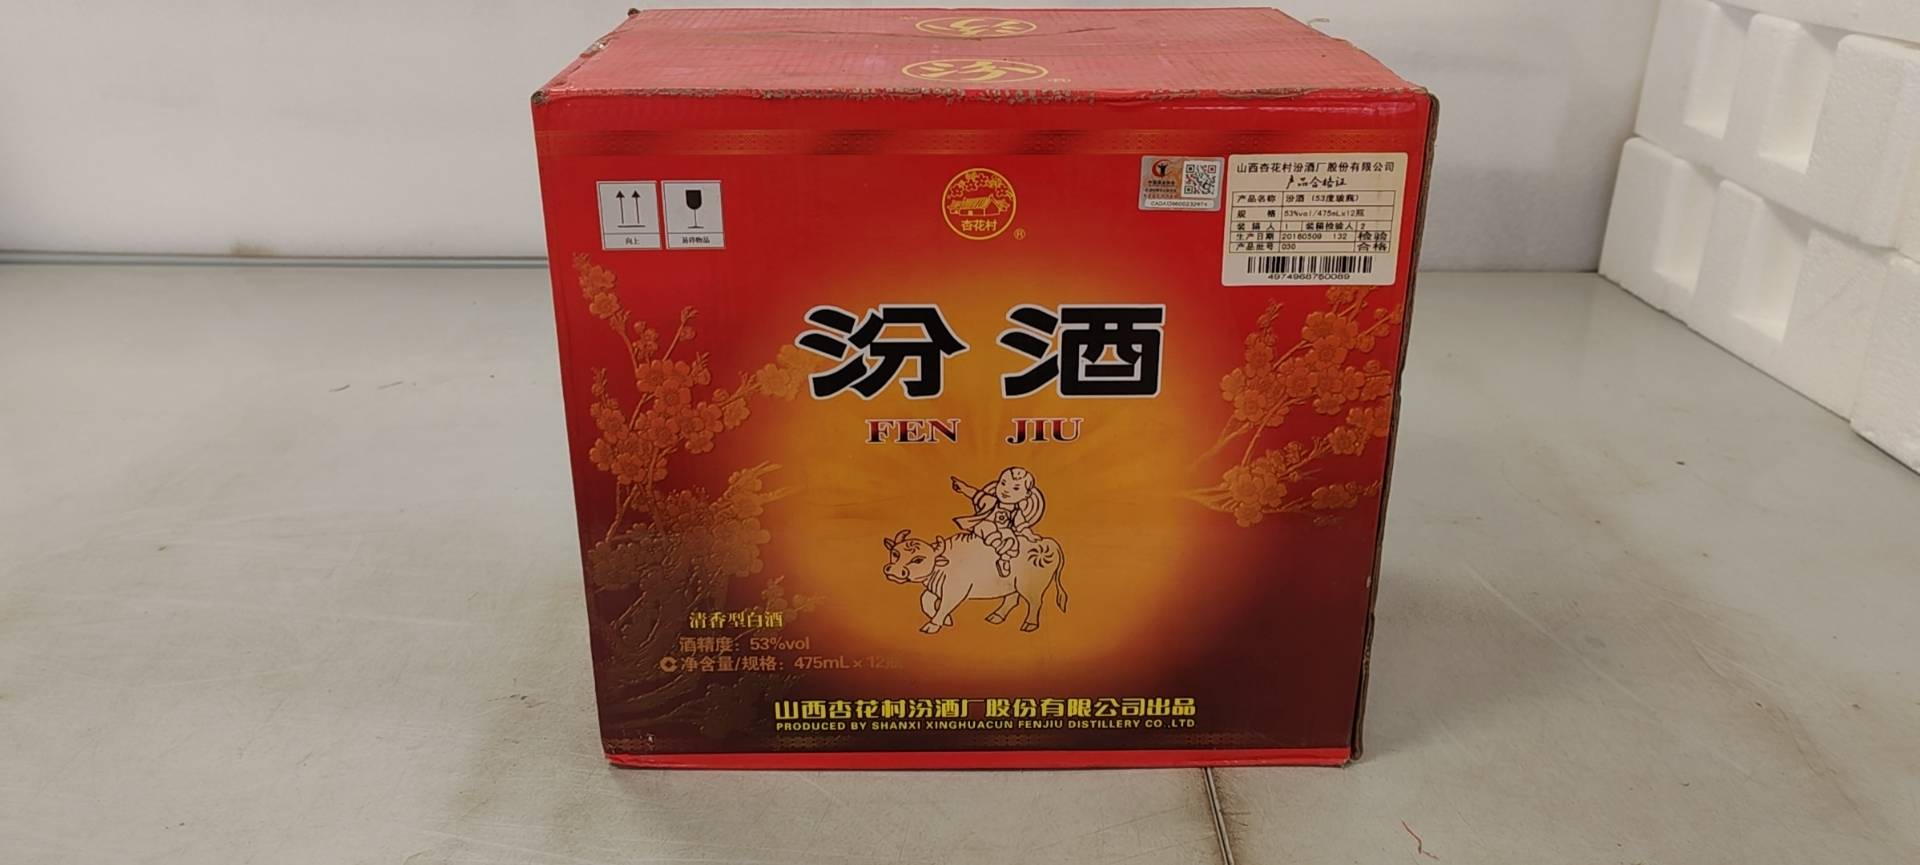 汾
向上
易碎物品
杏花村
®
CADA139600232974
山西杏花村汾酒厂股份有限公司
产品合格证
产品名称 汾酒（53度玻瓶）
规 格 53%vol/475mLx12瓶
装箱人 1 装箱检验人 2
生产日期 20160509 132 检验
产品批号 030 合格
4974968750089
汾酒
FEN JIU
清香型白酒
酒精度：53%vol
净含量/规格：475mL×12瓶
山西杏花村汾酒厂股份有限公司出品
PRODUCED BY SHANXI XINGHUACUN FENJIU DISTILLERY CO.,LTD